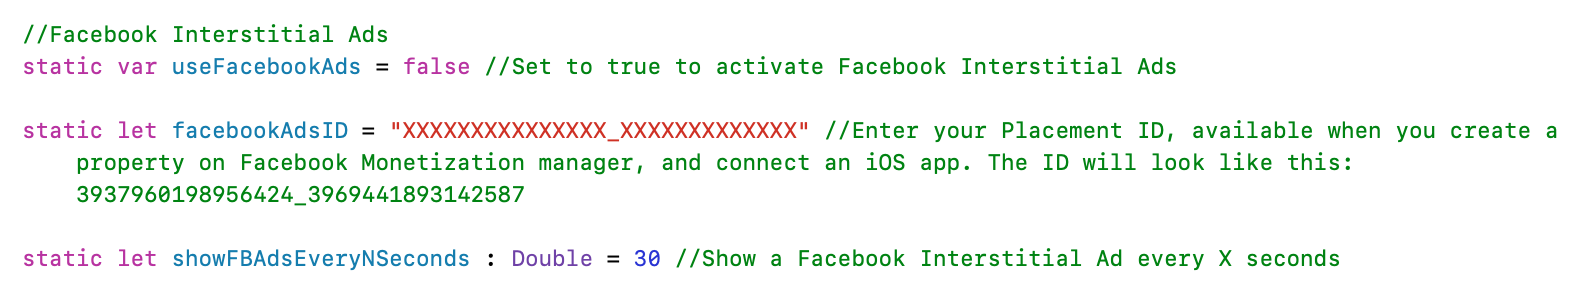 //Facebook Interstitial Ads
static var useFacebookAds = false //Set to true to activate Facebook Interstitial Ads
static let facebookAdsID = "XXXXXXXXXXXXXXX_XXXXXXXXXXXXX" //Enter your Placement ID, available when you create a
property on Facebook Monetization manager, and connect an iOS app. The ID will look like this:
3937960198956424_3969441893142587
static let showFBAdsEveryNSeconds : Double = 30 //Show a Facebook Interstitial Ad every X seconds